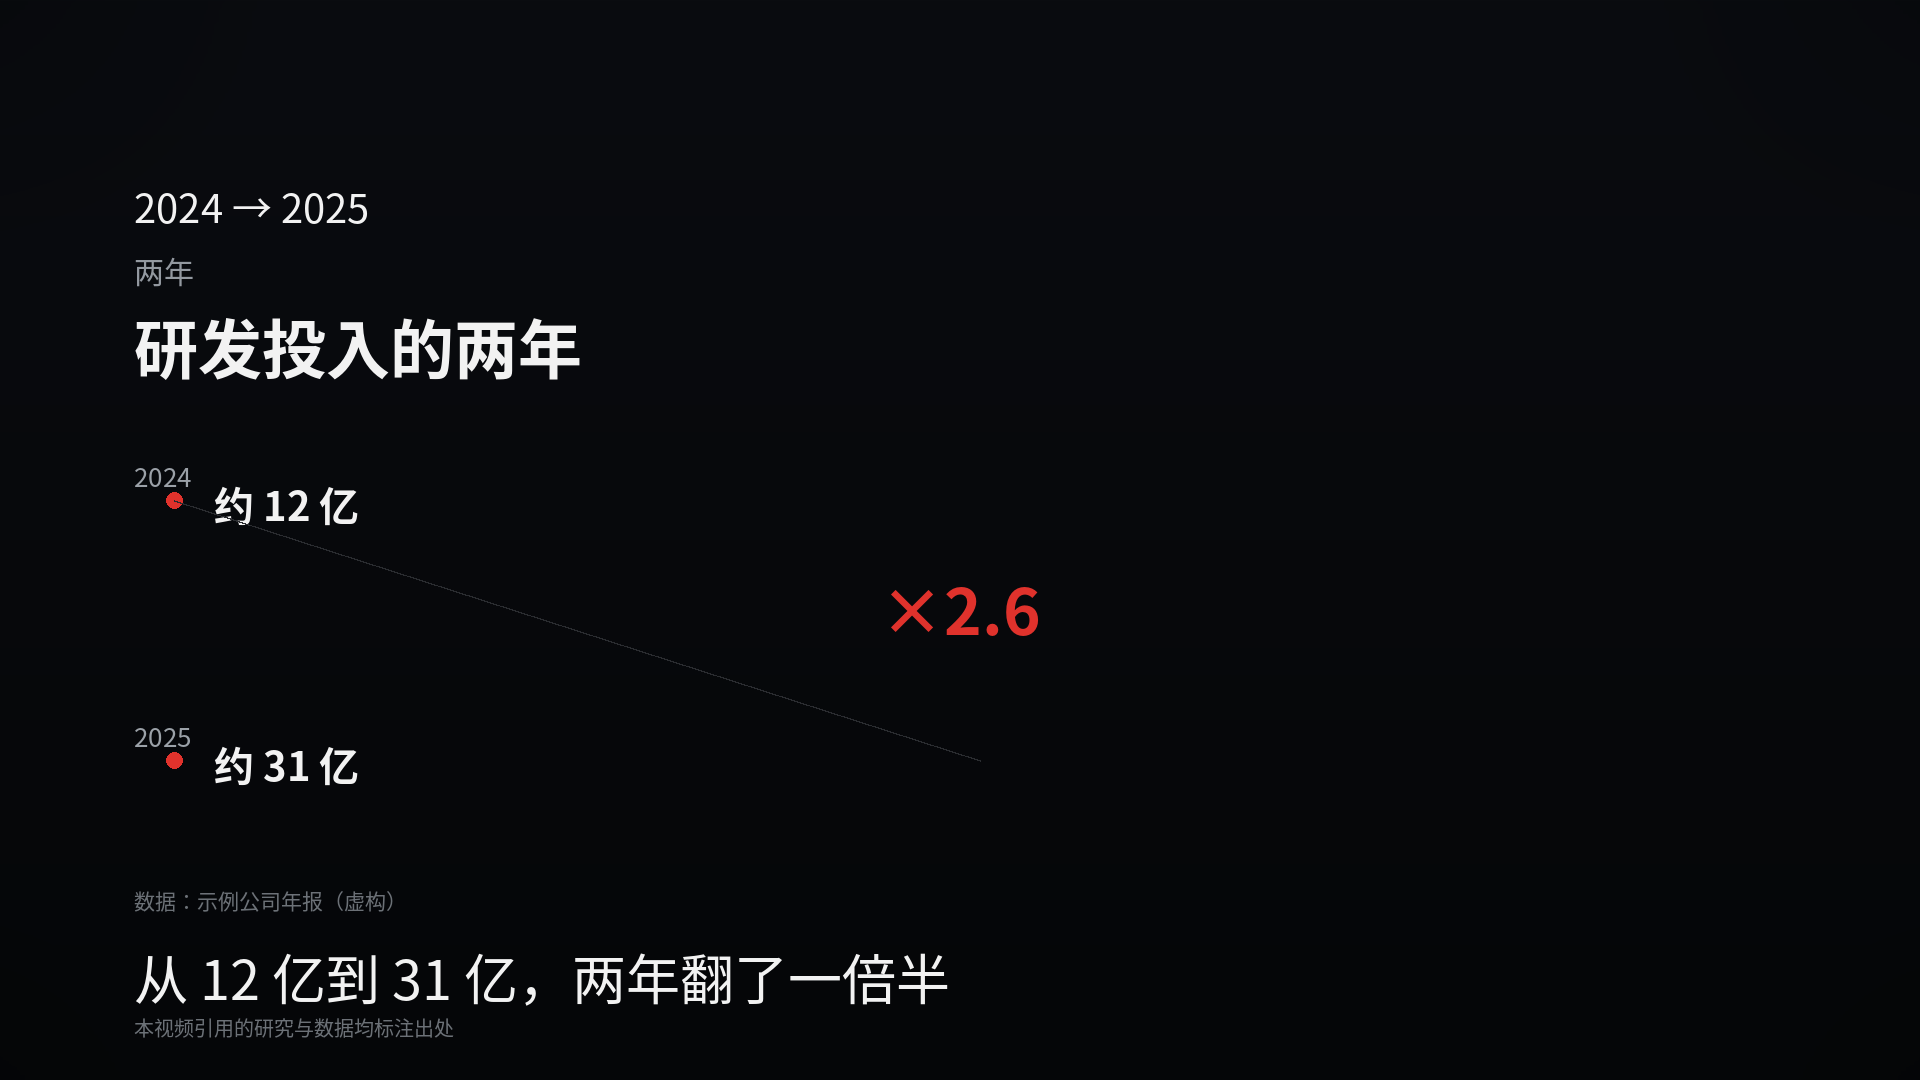 2024 → 2025
两年
研发投入的两年
2024
约 12 亿
×2.6
2025
约 31 亿
数据：示例公司年报（虚构）
从 12 亿到 31 亿，两年翻了一倍半
本视频引用的研究与数据均标注出处